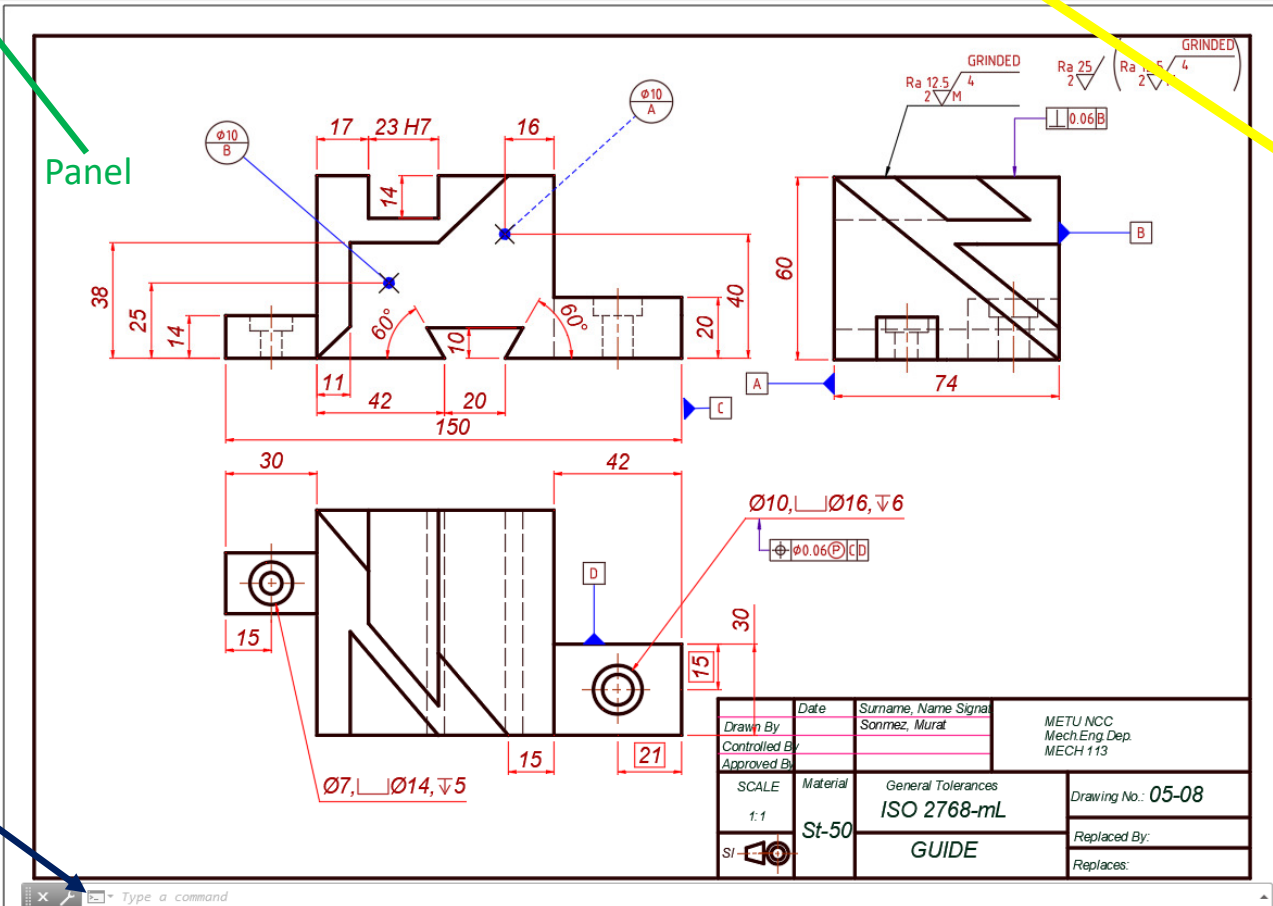 Panel
GRINDED
Ra 12.5
4
2
M
Ra 25
2
GRINDED
4
2
⊥ 0.06 B
Ø10
B
Ø10
A
17
23 H7
16
14
38
25
14
60°
10
60°
40
20
11
42
20
150
C
60
B
A
74
30
42
Ø10,⌴Ø16,↧6
⌖ Ø0.06 Ⓟ C D
D
15
30
15
15
21
Ø7,⌴Ø14,↧5
Date
Surname, Name Signat
Drawn By
Sonmez, Murat
Controlled By
Approved By
METU NCC
Mech.Eng.Dep.
MECH 113
SCALE
1:1
Material
St-50
General Tolerances
ISO 2768-mL
Drawing No.: 05-08
SI
GUIDE
Replaced By:
Replaces:
Type a command